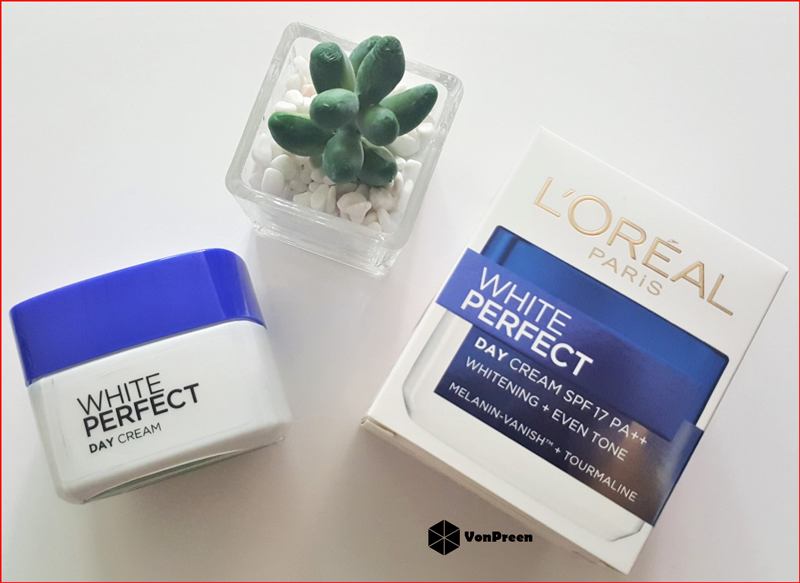 WHITE
PERFECT
DAY CREAM
L'ORÉAL
PARiS
WHITE
PERFECT
DAY CREAM SPF 17 PA++
WHITENING + EVEN TONE
MELANIN-VANISH™ + TOURMALINE
VonPreen